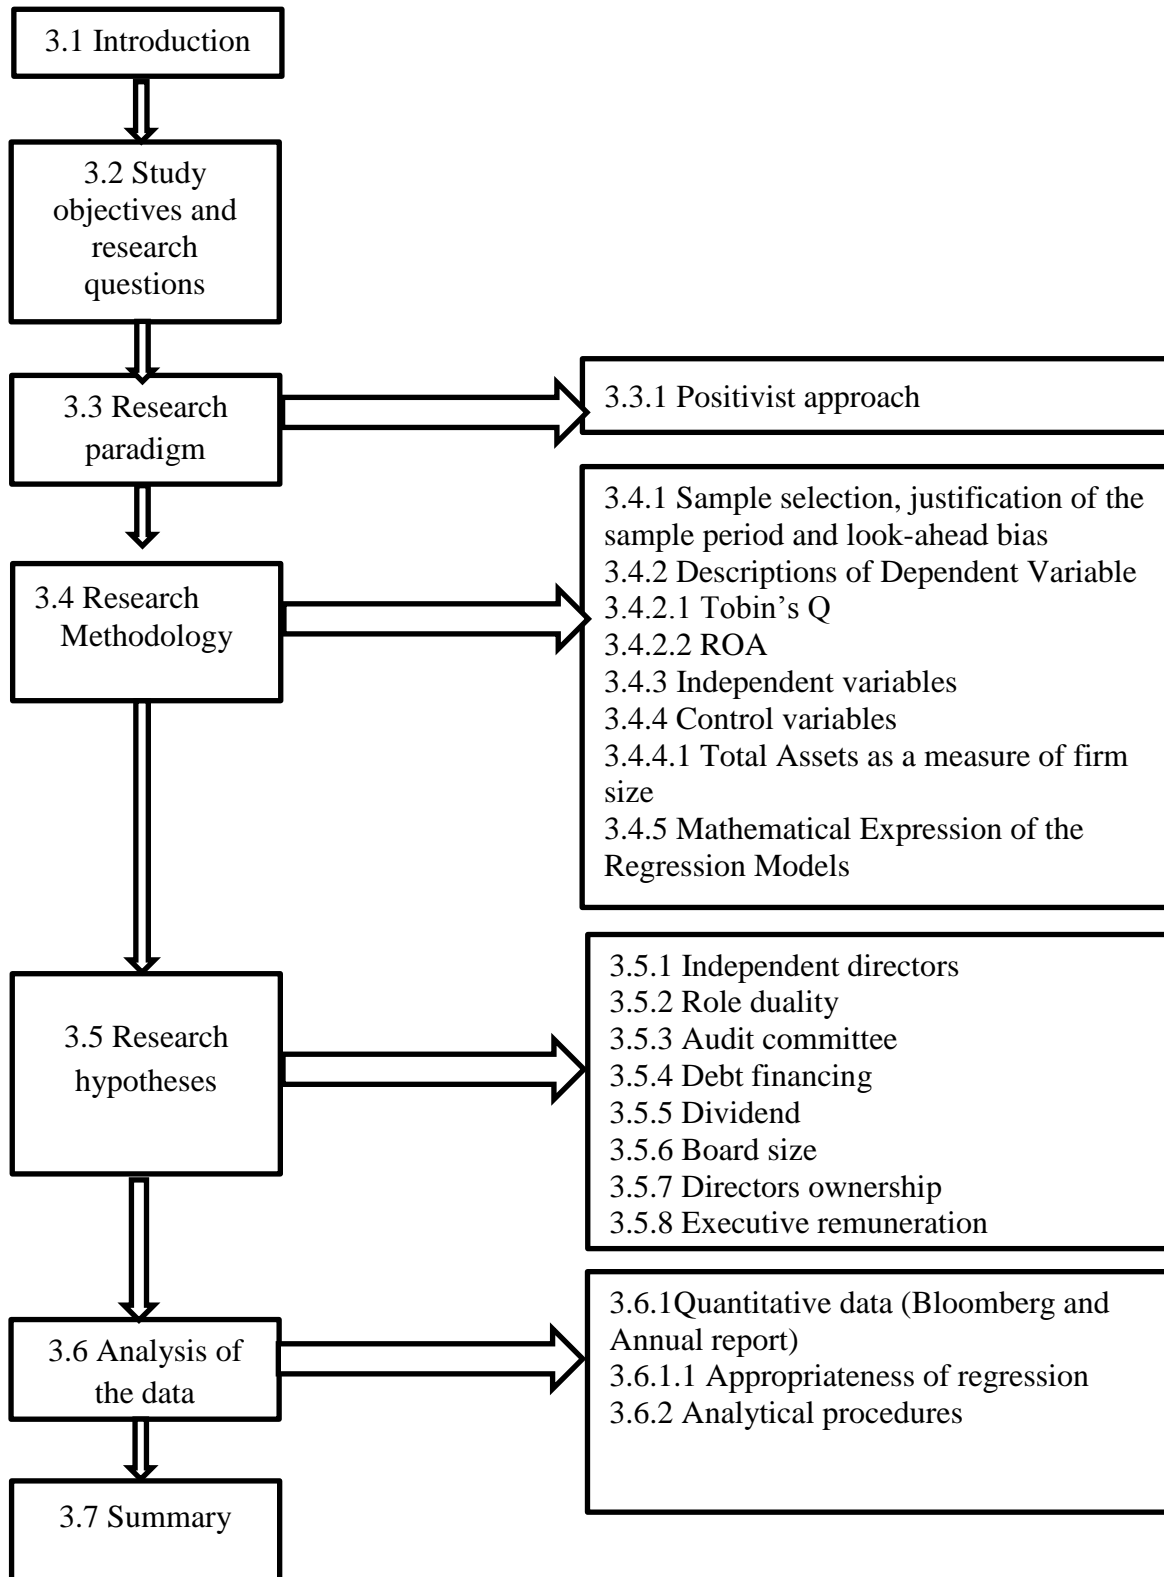 3.1 Introduction
3.2 Study
objectives and
research
questions
3.3 Research
paradigm
3.3.1 Positivist approach
3.4 Research
Methodology
3.4.1 Sample selection, justification of the
sample period and look-ahead bias
3.4.2 Descriptions of Dependent Variable
3.4.2.1 Tobin’s Q
3.4.2.2 ROA
3.4.3 Independent variables
3.4.4 Control variables
3.4.4.1 Total Assets as a measure of firm
size
3.4.5 Mathematical Expression of the
Regression Models
3.5 Research
hypotheses
3.5.1 Independent directors
3.5.2 Role duality
3.5.3 Audit committee
3.5.4 Debt financing
3.5.5 Dividend
3.5.6 Board size
3.5.7 Directors ownership
3.5.8 Executive remuneration
3.6 Analysis of
the data
3.6.1Quantitative data (Bloomberg and
Annual report)
3.6.1.1 Appropriateness of regression
3.6.2 Analytical procedures
3.7 Summary